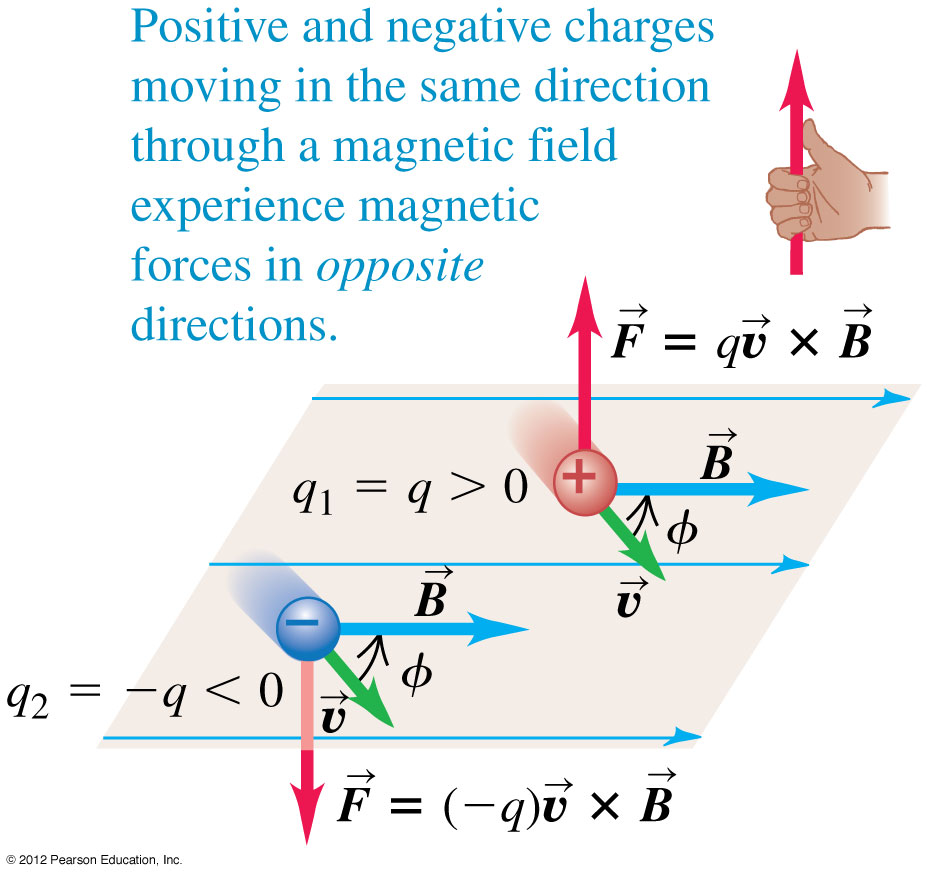 Positive and negative charges
moving in the same direction
through a magnetic field
experience magnetic
forces in opposite
directions.
F⃗ = qv⃗ × B⃗
B⃗
q₁ = q > 0
+
ϕ
v⃗
B⃗
−
ϕ
q₂ = −q < 0
v⃗
F⃗ = (−q)v⃗ × B⃗
© 2012 Pearson Education, Inc.